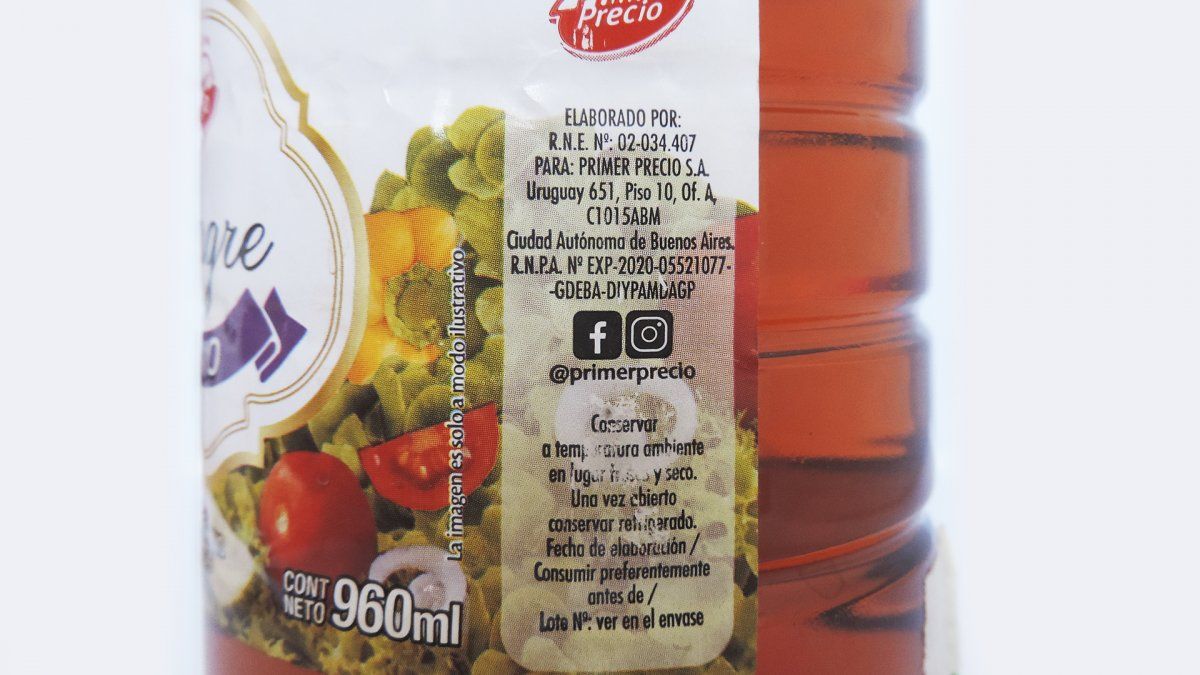 Precio
ELABORADO POR:
R.N.E. Nº: 02-034.407
PARA: PRIMER PRECIO S.A.
Uruguay 651, Piso 10, Of. A,
C1015ABM
Ciudad Autónoma de Buenos Aires.
R.N.P.A. Nº EXP-2020-05521077-
-GDEBA-DIYPAMDAGP
@primerprecio
Conservar
a temperatura ambiente
en lugar fresco y seco.
Una vez abierto
conservar refrigerado.
Fecha de elaboración /
Consumir preferentemente
antes de /
Lote Nº: ver en el envase
La imagen es solo a modo ilustrativo
CONT
NETO 960ml